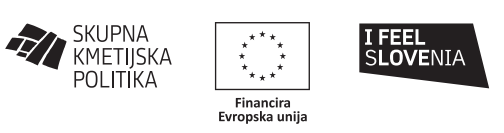 SKUPNA
KMETIJSKA
POLITIKA
Financira
Evropska unija
I FEEL
SLOVENIA